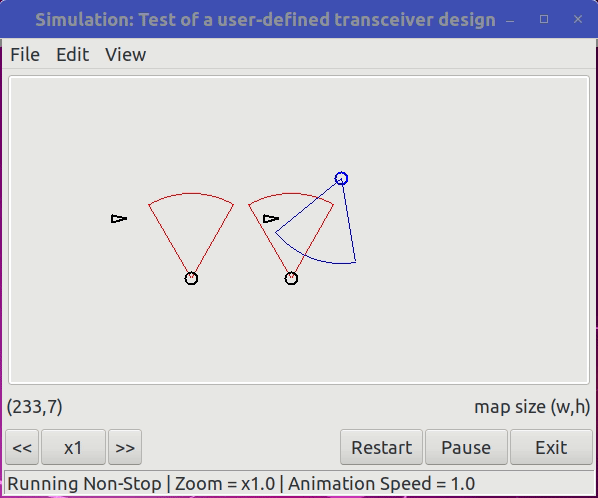 Simulation: Test of a user-defined transceiver design
File Edit View
(233,7) map size (w,h)
<< x1 >> Restart Pause Exit
Running Non-Stop | Zoom = x1.0 | Animation Speed = 1.0